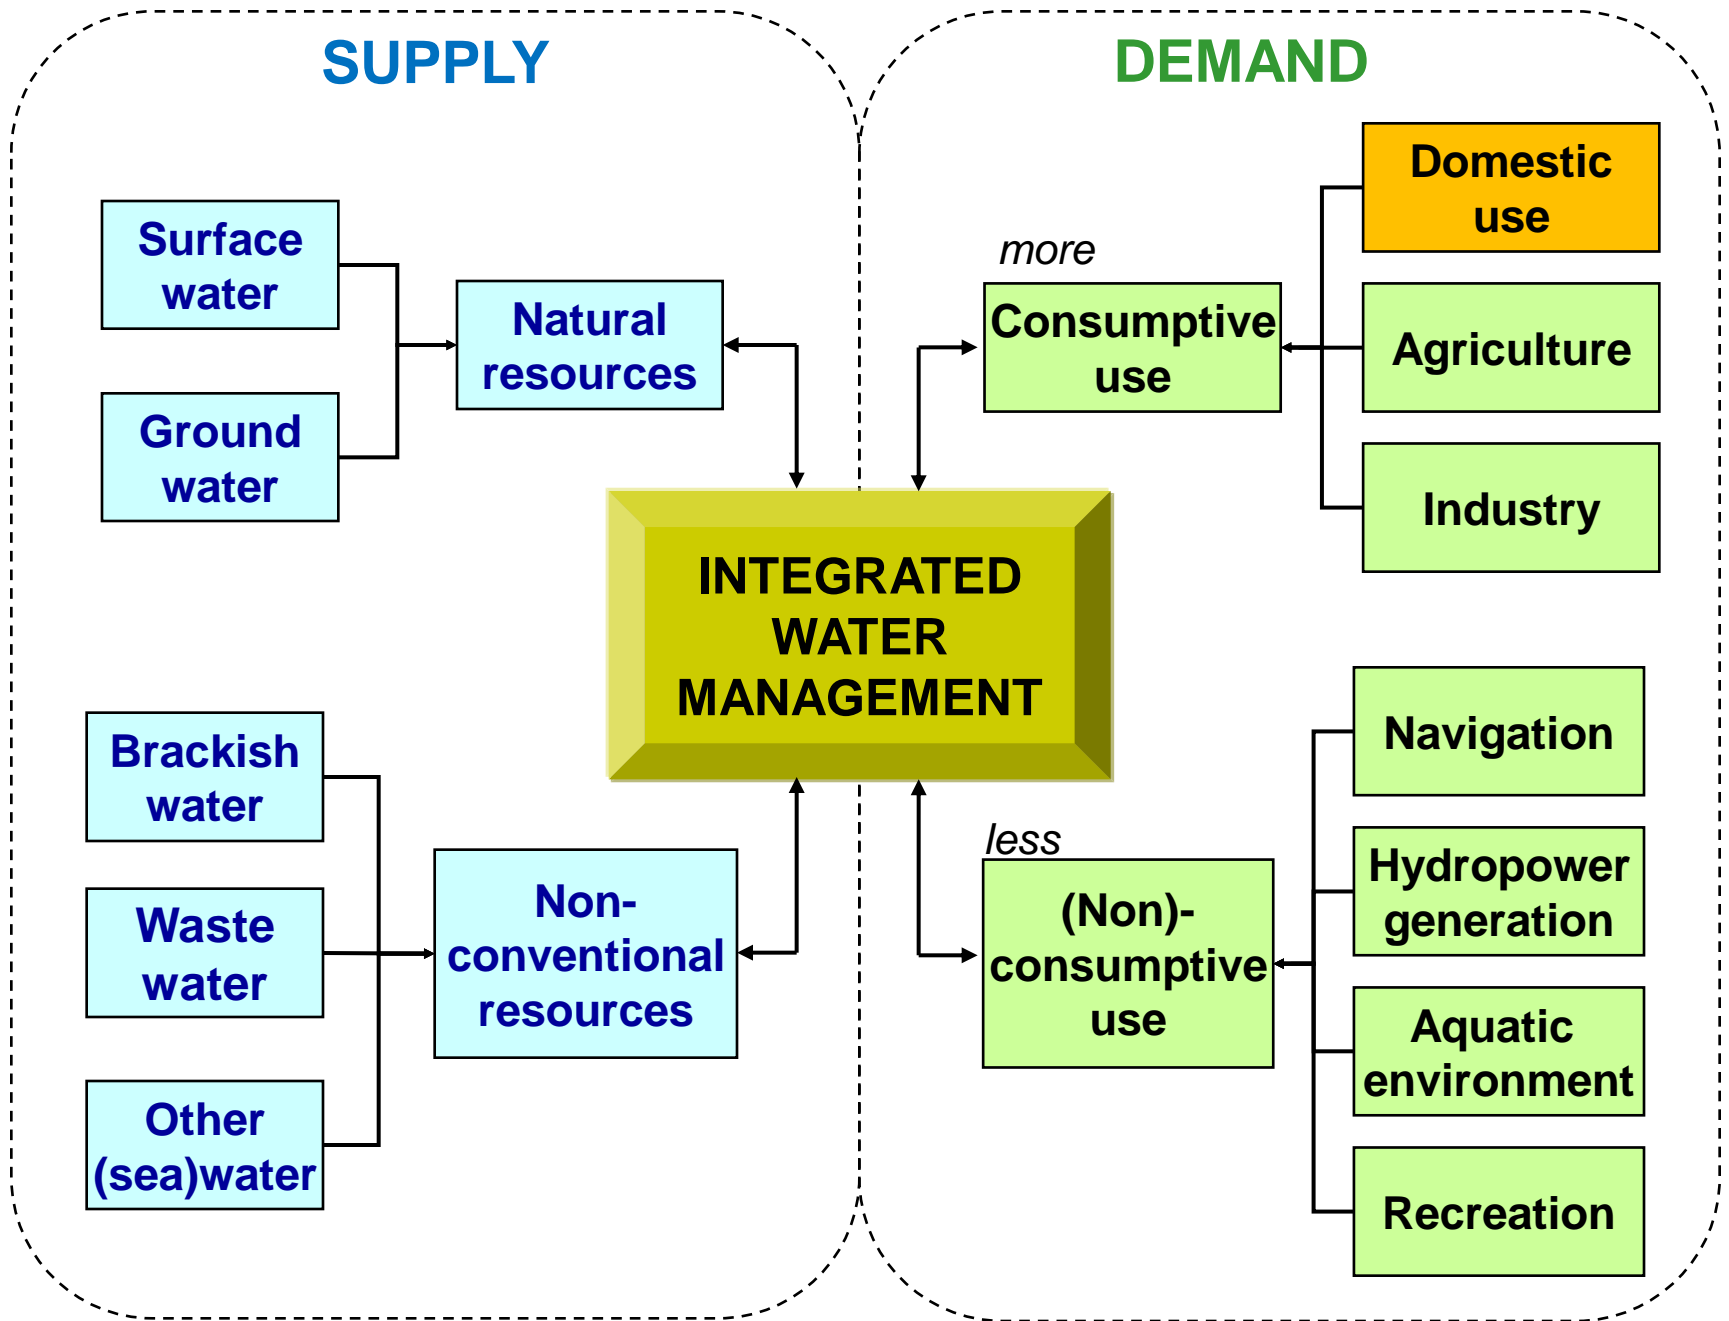 SUPPLY
Surface
water
Ground
water
Natural
resources
Brackish
water
Waste
water
Other
(sea)water
Non-
conventional
resources
INTEGRATED
WATER
MANAGEMENT
DEMAND
more
Consumptive
use
Domestic
use
Agriculture
Industry
less
(Non)-
consumptive
use
Navigation
Hydropower
generation
Aquatic
environment
Recreation